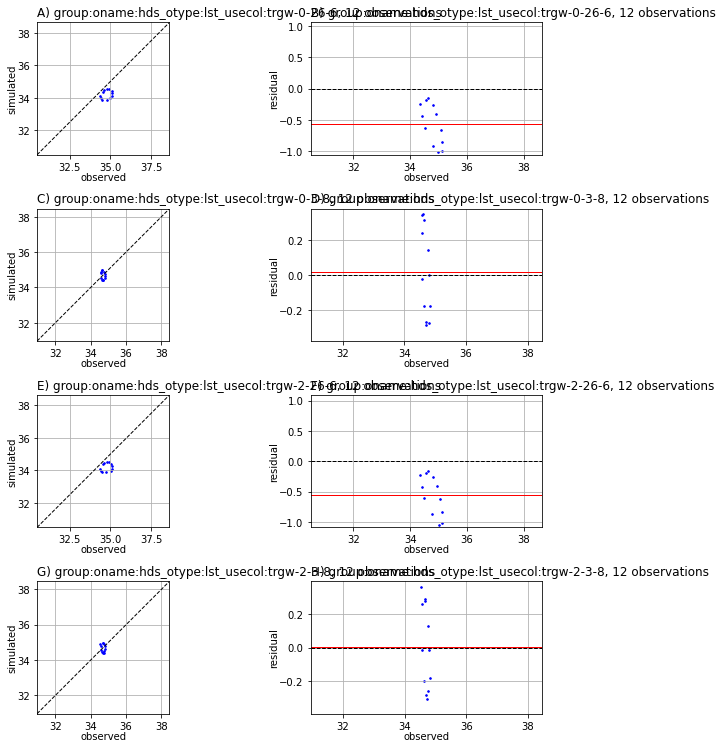 A) group:oname:hds_otype:lst_usecol:trgw-0-26-6, 12 observations
B) group:oname:hds_otype:lst_usecol:trgw-0-26-6, 12 observations
38
36
34
32
simulated
32.5
35.0
37.5
observed
1.0
0.5
0.0
−0.5
−1.0
residual
32
34
36
38
observed
C) group:oname:hds_otype:lst_usecol:trgw-0-3-8, 12 observations
D) group:oname:hds_otype:lst_usecol:trgw-0-3-8, 12 observations
38
36
34
32
simulated
32
34
36
38
observed
0.2
0.0
−0.2
residual
32
34
36
38
observed
E) group:oname:hds_otype:lst_usecol:trgw-2-26-6, 12 observations
F) group:oname:hds_otype:lst_usecol:trgw-2-26-6, 12 observations
38
36
34
32
simulated
32.5
35.0
37.5
observed
1.0
0.5
0.0
−0.5
−1.0
residual
32
34
36
38
observed
G) group:oname:hds_otype:lst_usecol:trgw-2-3-8, 12 observations
H) group:oname:hds_otype:lst_usecol:trgw-2-3-8, 12 observations
38
36
34
32
simulated
32
34
36
38
observed
0.2
0.0
−0.2
residual
32
34
36
38
observed